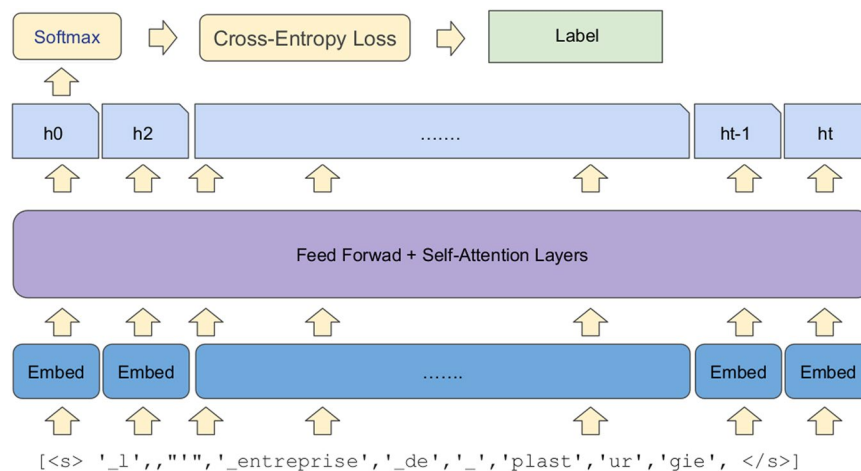 Softmax Cross-Entropy Loss Label
h0 h2 ....... ht-1 ht
Feed Forwad + Self-Attention Layers
Embed Embed ....... Embed Embed
[<s> '_l',,"'",'_entreprise','_de','_','plast','ur','gie', </s>]